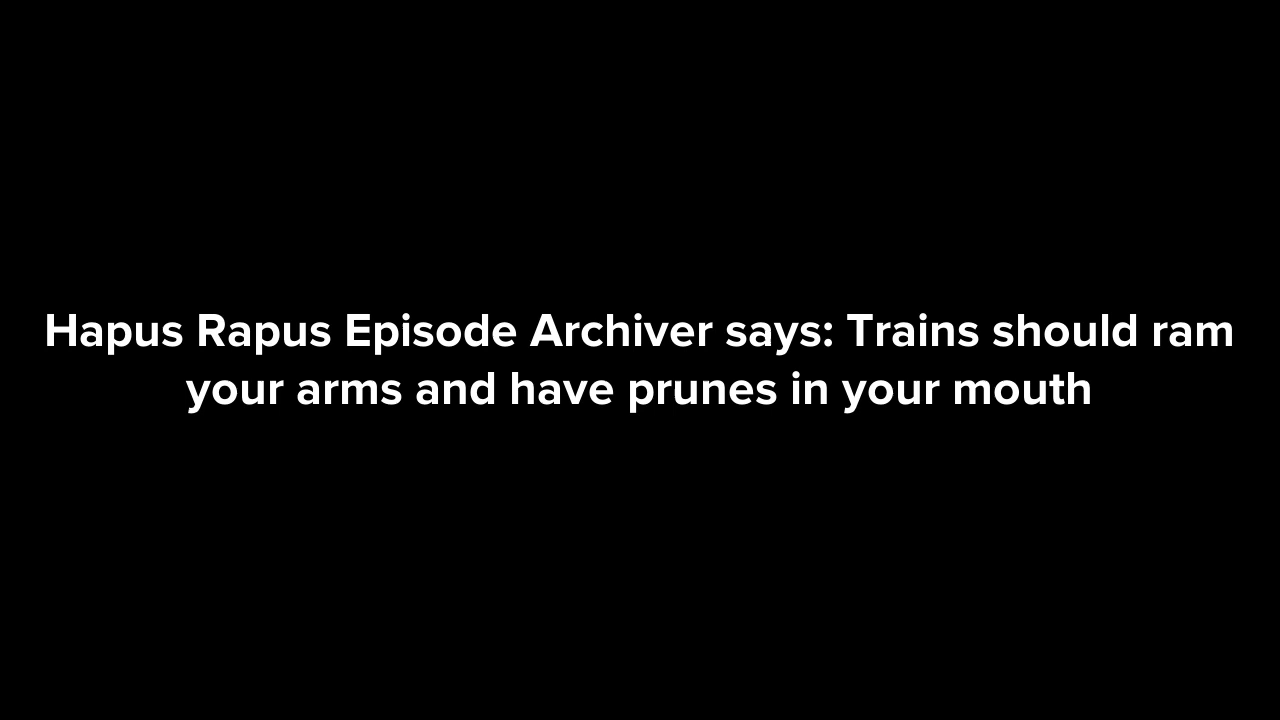 Hapus Rapus Episode Archiver says: Trains should ram
your arms and have prunes in your mouth